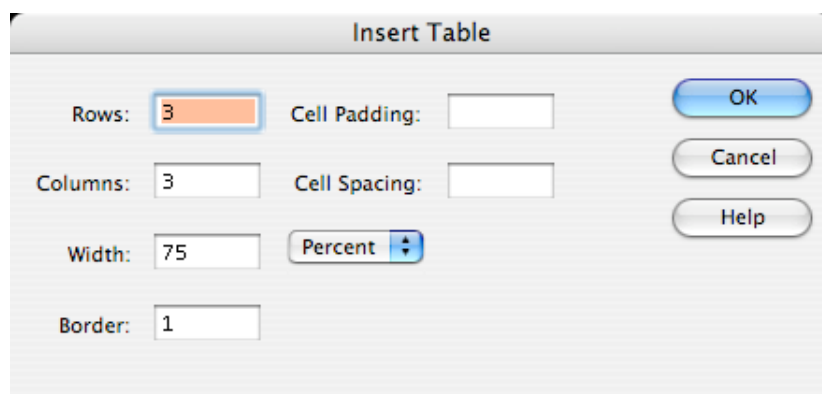 Insert Table
Rows: 3 Cell Padding: OK
Columns: 3 Cell Spacing: Cancel
Help
Width: 75 Percent
Border: 1